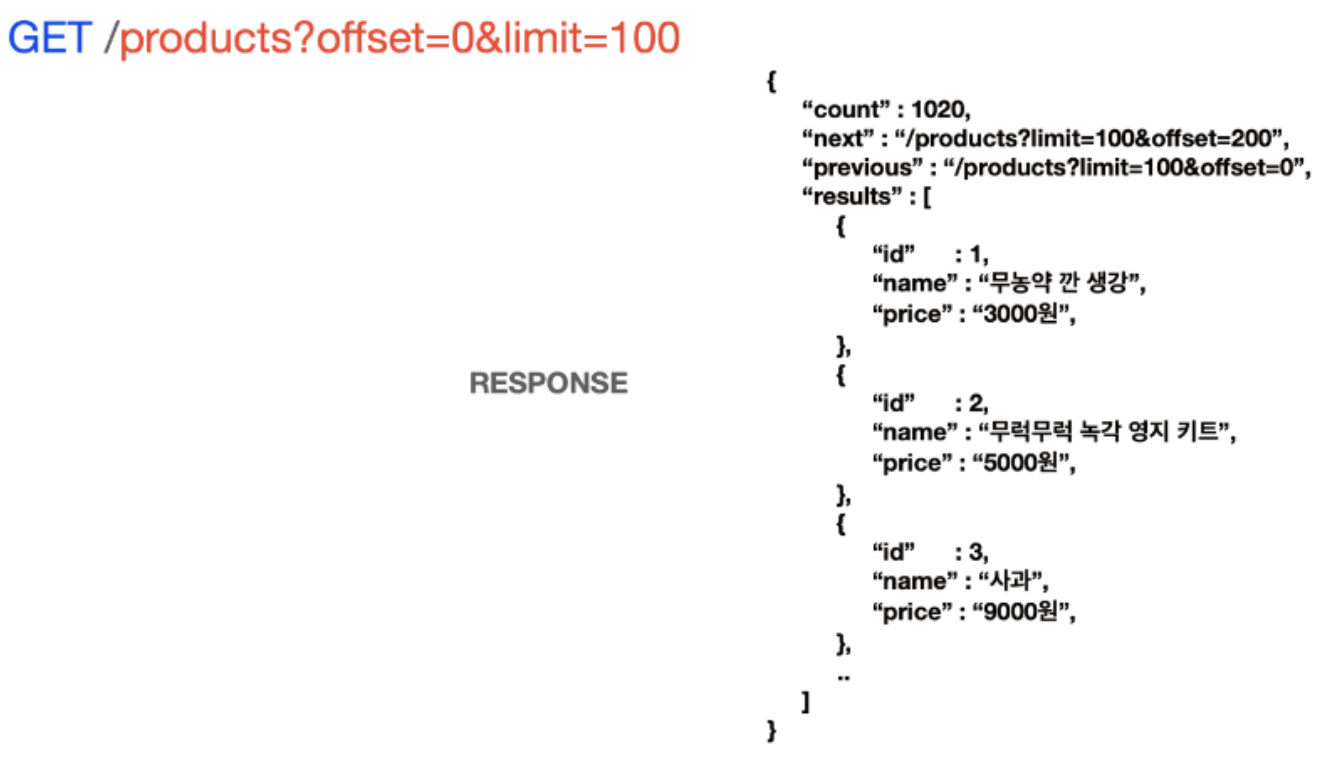 GET /products?offset=0&limit=100
{
“count” : 1020,
“next” : “/products?limit=100&offset=200”,
“previous” : “/products?limit=100&offset=0”,
“results” : [
{
“id” : 1,
“name” : “무농약 깐 생강”,
“price” : “3000원”,
},
{
RESPONSE
“id” : 2,
“name” : “무럭무럭 녹각 영지 키트”,
“price” : “5000원”,
},
{
“id” : 3,
“name” : “사과”,
“price” : “9000원”,
},
..
]
}